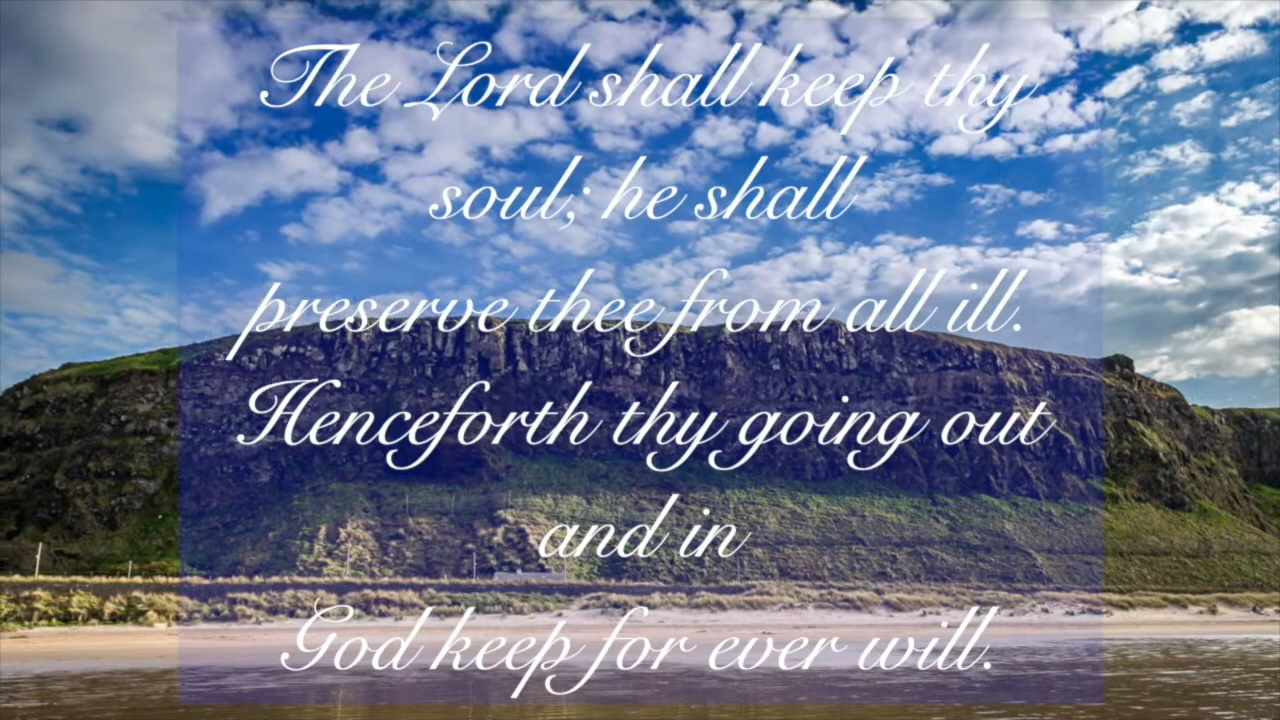 The Lord shall keep thy
soul; he shall
preserve thee from all ill.
Henceforth thy going out
and in
God keep for ever will.